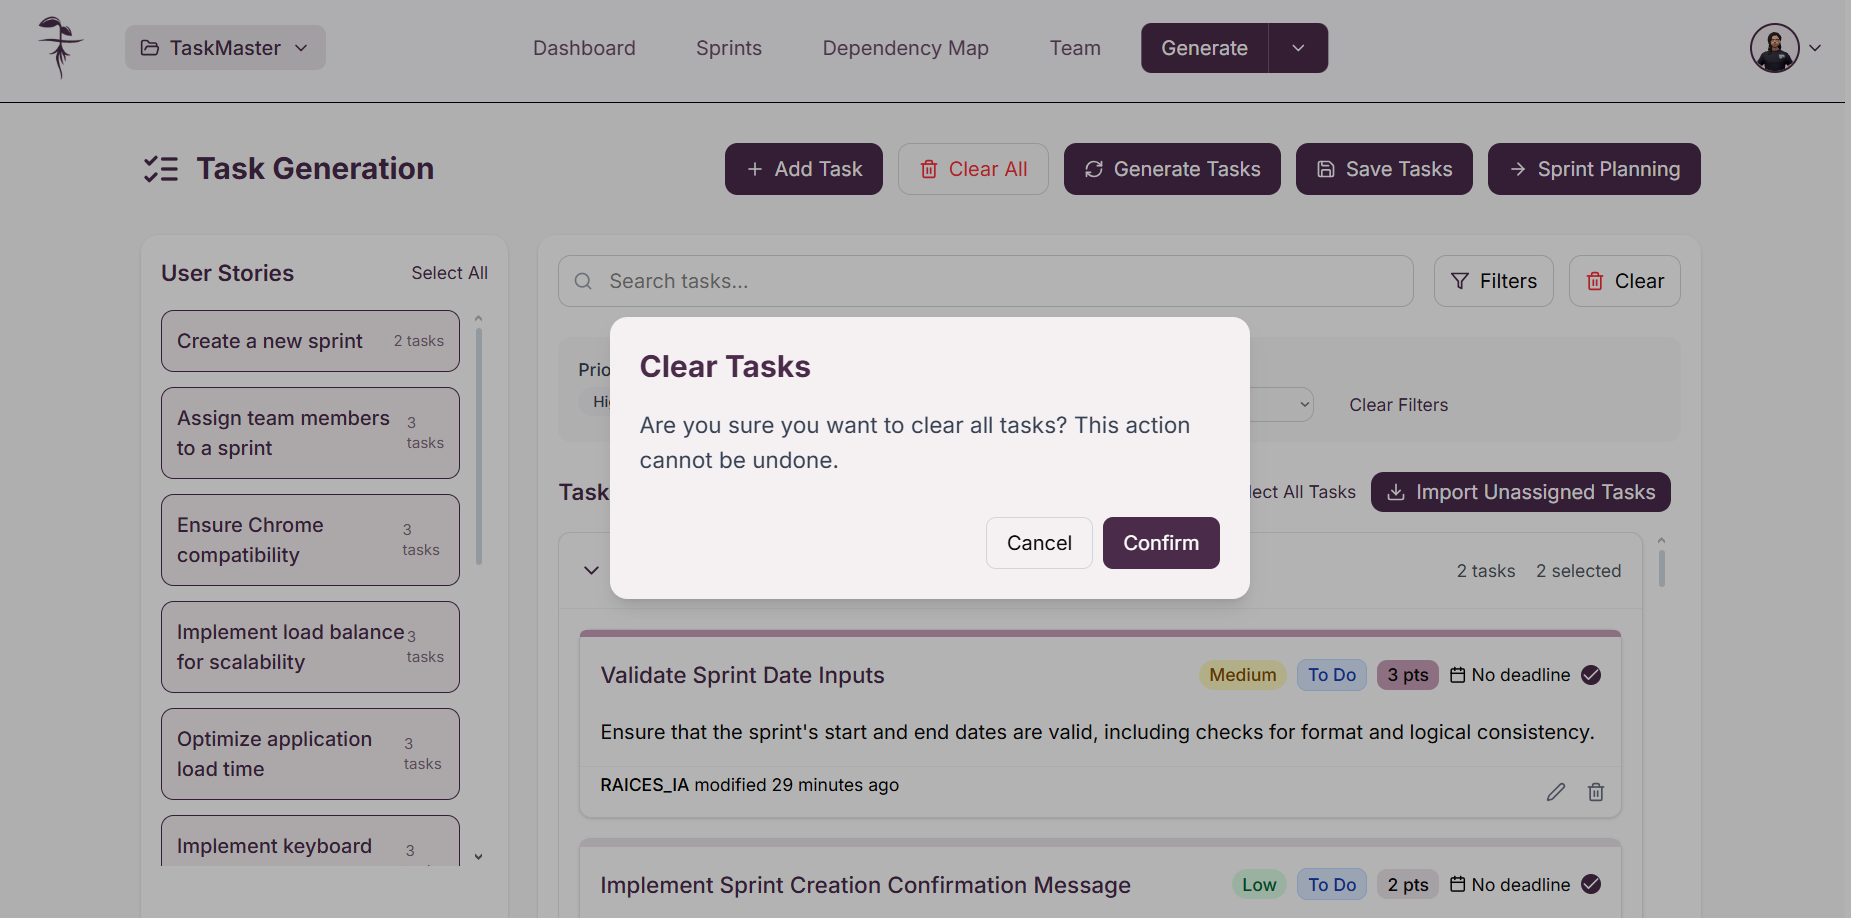 TaskMaster
Dashboard
Sprints
Dependency Map
Team
Generate
Task Generation
Add Task
Clear All
Generate Tasks
Save Tasks
Sprint Planning
User Stories
Select All
Create a new sprint
2 tasks
Assign team members
to a sprint
3
tasks
Ensure Chrome
compatibility
3
tasks
Implement load balance
for scalability
3
tasks
Optimize application
load time
3
tasks
Implement keyboard
3
Search tasks...
Filters
Clear
Clear Filters
Clear Tasks
Are you sure you want to clear all tasks? This action
cannot be undone.
Cancel
Confirm
Task
All Tasks
Import Unassigned Tasks
2 tasks
2 selected
Validate Sprint Date Inputs
Medium
To Do
3 pts
No deadline
Ensure that the sprint's start and end dates are valid, including checks for format and logical consistency.
RAICES_IA modified 29 minutes ago
Implement Sprint Creation Confirmation Message
Low
To Do
2 pts
No deadline